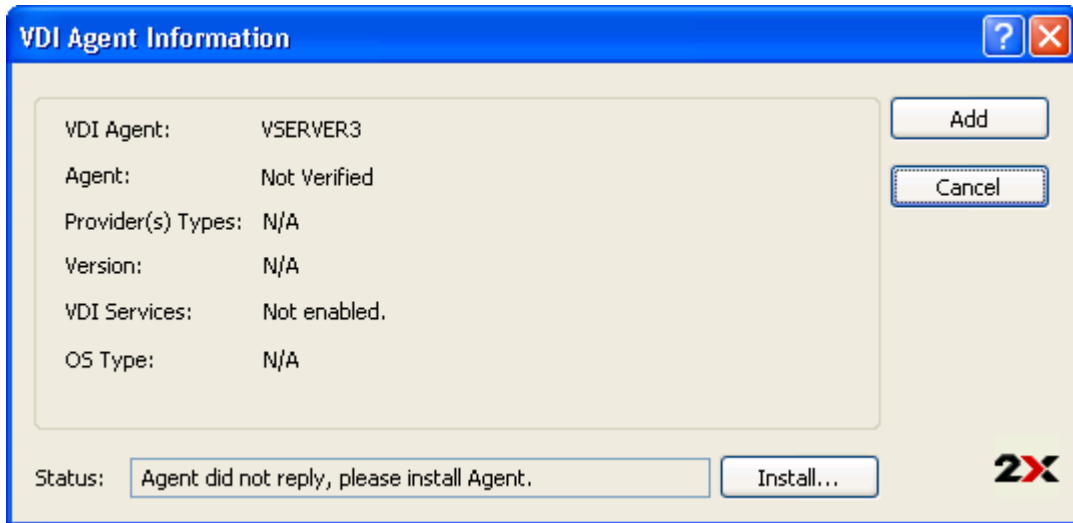 VDI Agent Information
?
VDI Agent: VSERVER3
Add
Agent: Not Verified
Cancel
Provider(s) Types: N/A
Version: N/A
VDI Services: Not enabled.
OS Type: N/A
Status: Agent did not reply, please install Agent.
Install...
2X